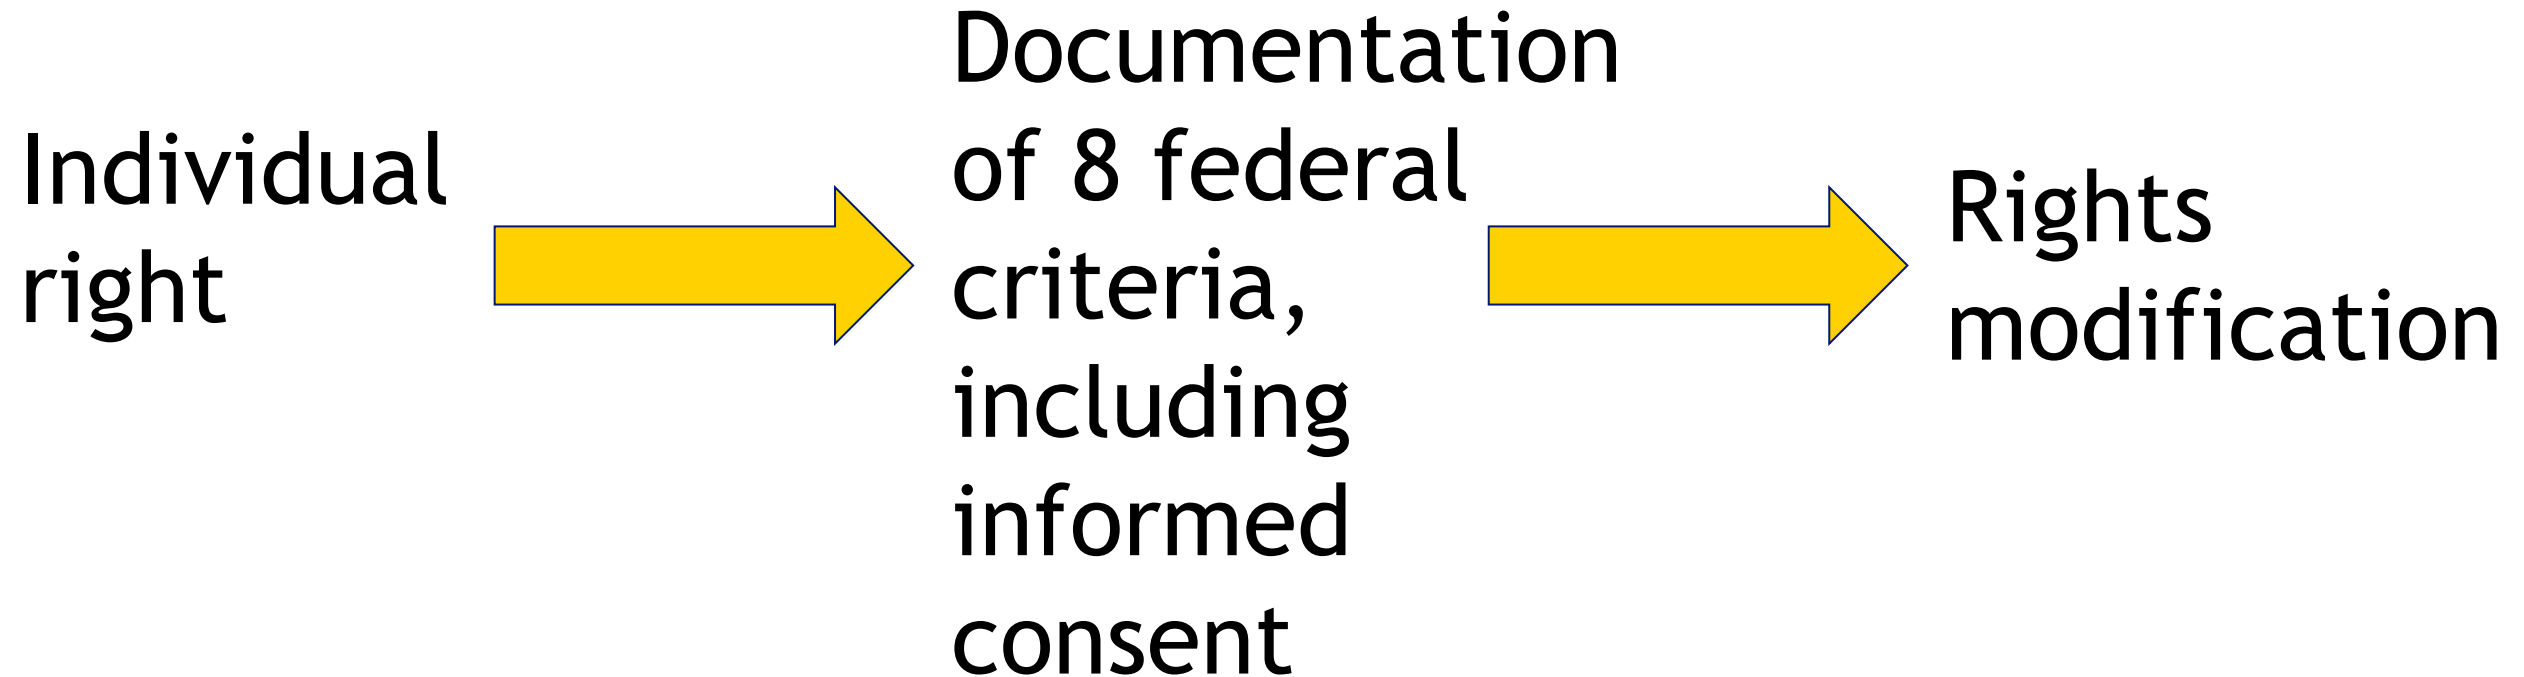 Individual
right
Documentation
of 8 federal
criteria,
including
informed
consent
Rights
modification